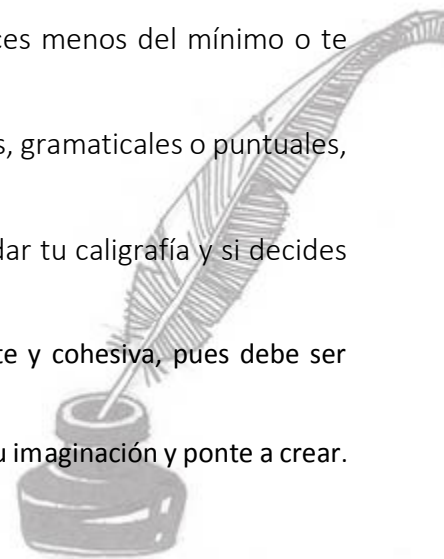 ces menos del mínimo o te
s, gramaticales o puntuales,
dar tu caligrafía y si decides
te y cohesiva, pues debe ser
u imaginación y ponte a crear.